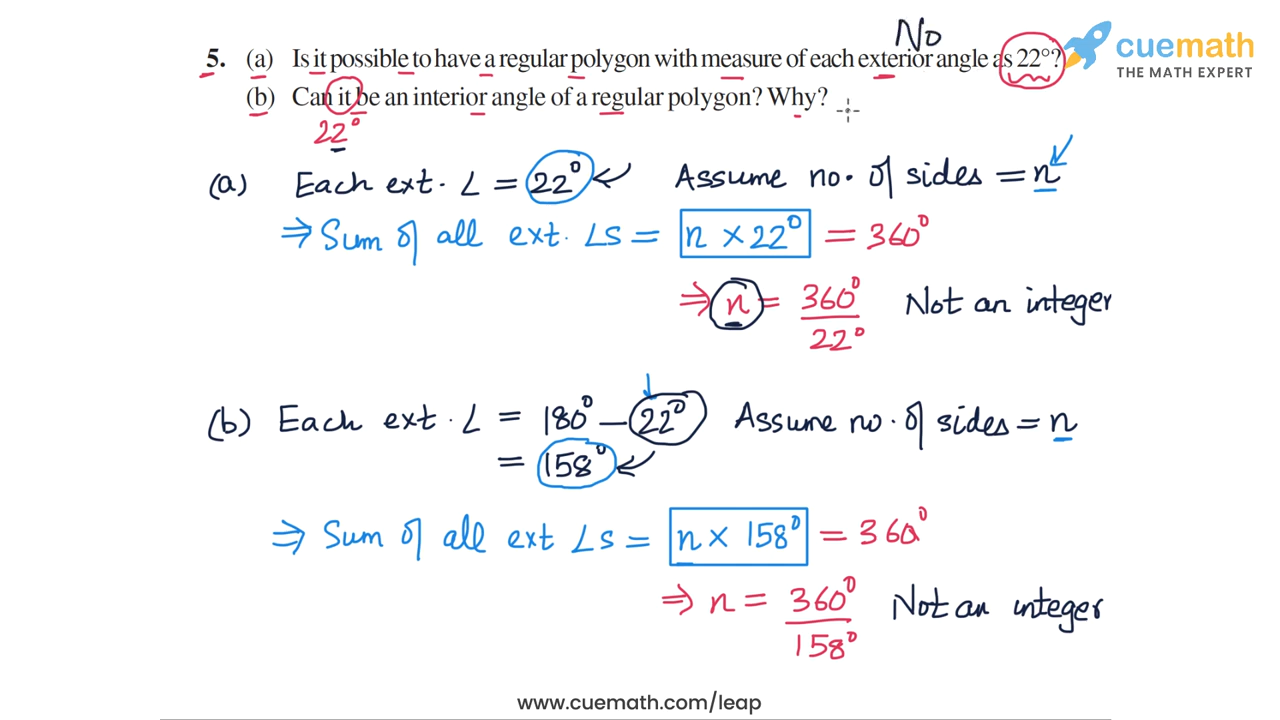 No
5. (a) Is it possible to have a regular polygon with measure of each exterior angle as 22°?
cuemath
THE MATH EXPERT
(b) Can it be an interior angle of a regular polygon? Why?
22°
(a) Each ext. ∠ = 22° Assume no. of sides = n
⇒ Sum of all ext. ∠s = n × 22° = 360°
⇒ n = 360°/22° Not an integer
(b) Each ext. ∠ = 180° – 22° Assume no. of sides = n
= 158°
⇒ Sum of all ext ∠s = n × 158° = 360°
⇒ n = 360°/158° Not an integer
www.cuemath.com/leap